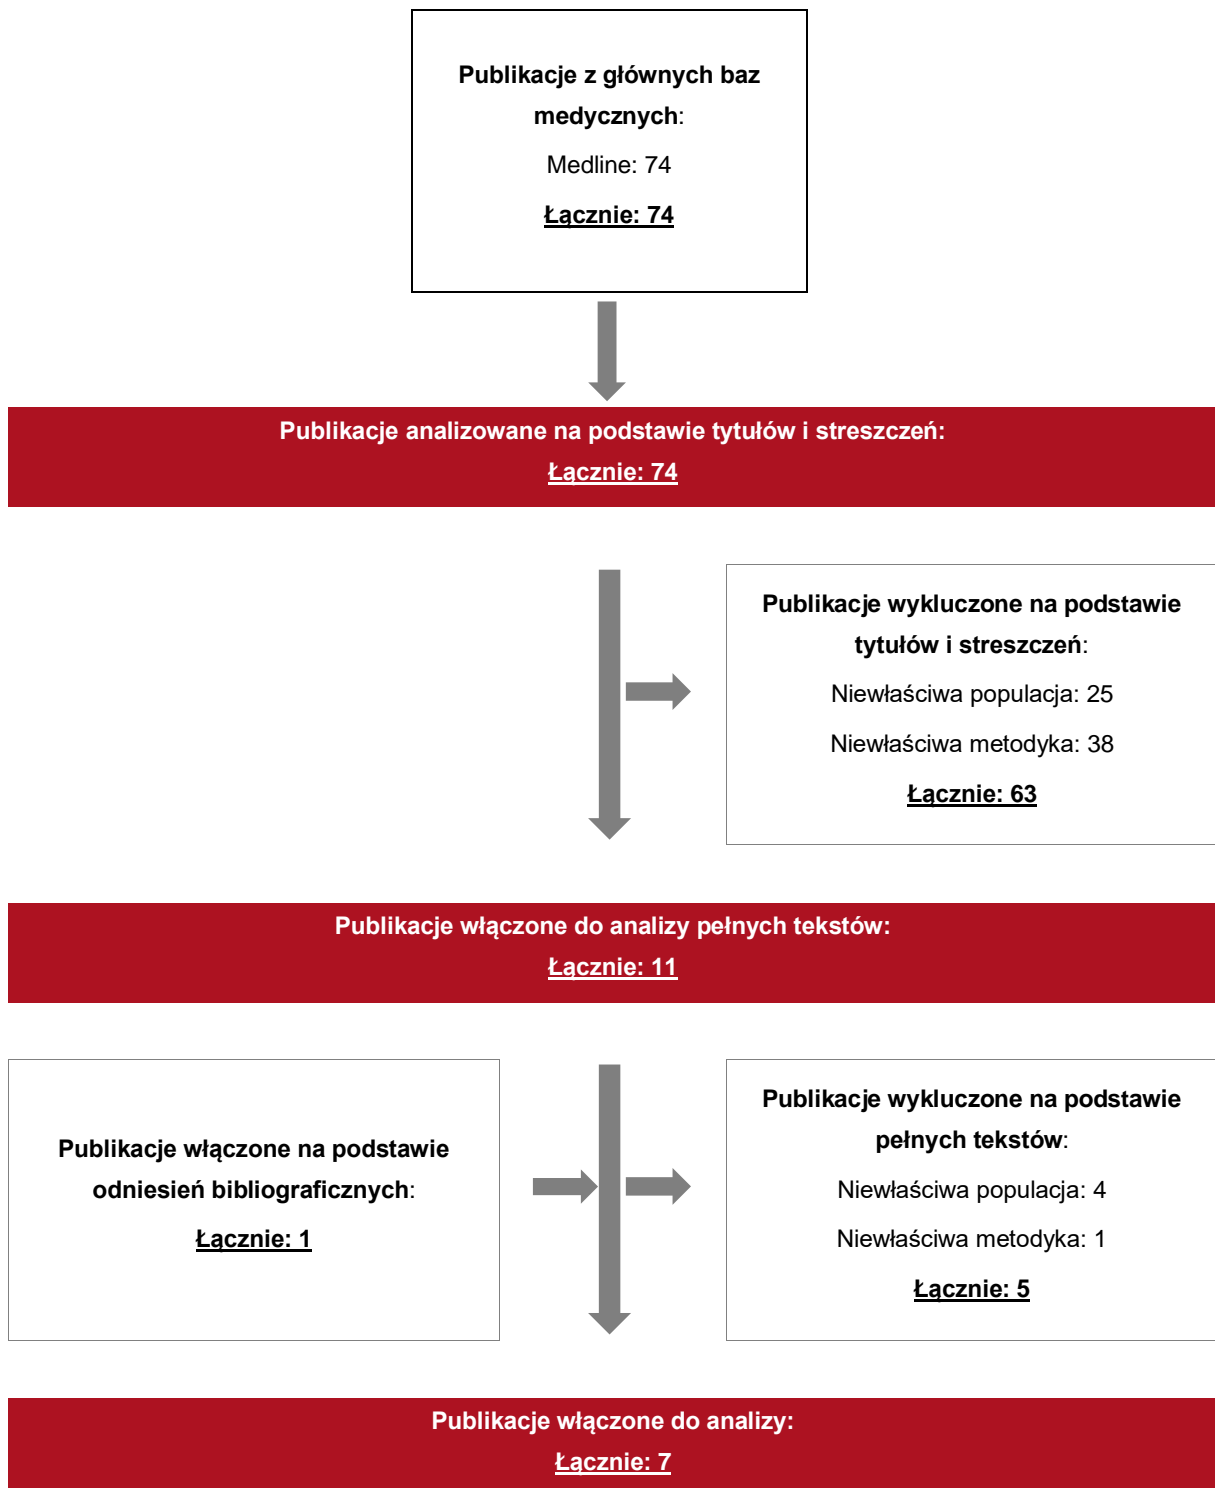 Publikacje z głównych baz
medycznych:
Medline: 74
Łącznie: 74
Publikacje analizowane na podstawie tytułów i streszczeń:
Łącznie: 74
Publikacje wykluczone na podstawie
tytułów i streszczeń:
Niewłaściwa populacja: 25
Niewłaściwa metodyka: 38
Łącznie: 63
Publikacje włączone do analizy pełnych tekstów:
Łącznie: 11
Publikacje włączone na podstawie
odniesień bibliograficznych:
Łącznie: 1
Publikacje wykluczone na podstawie
pełnych tekstów:
Niewłaściwa populacja: 4
Niewłaściwa metodyka: 1
Łącznie: 5
Publikacje włączone do analizy:
Łącznie: 7